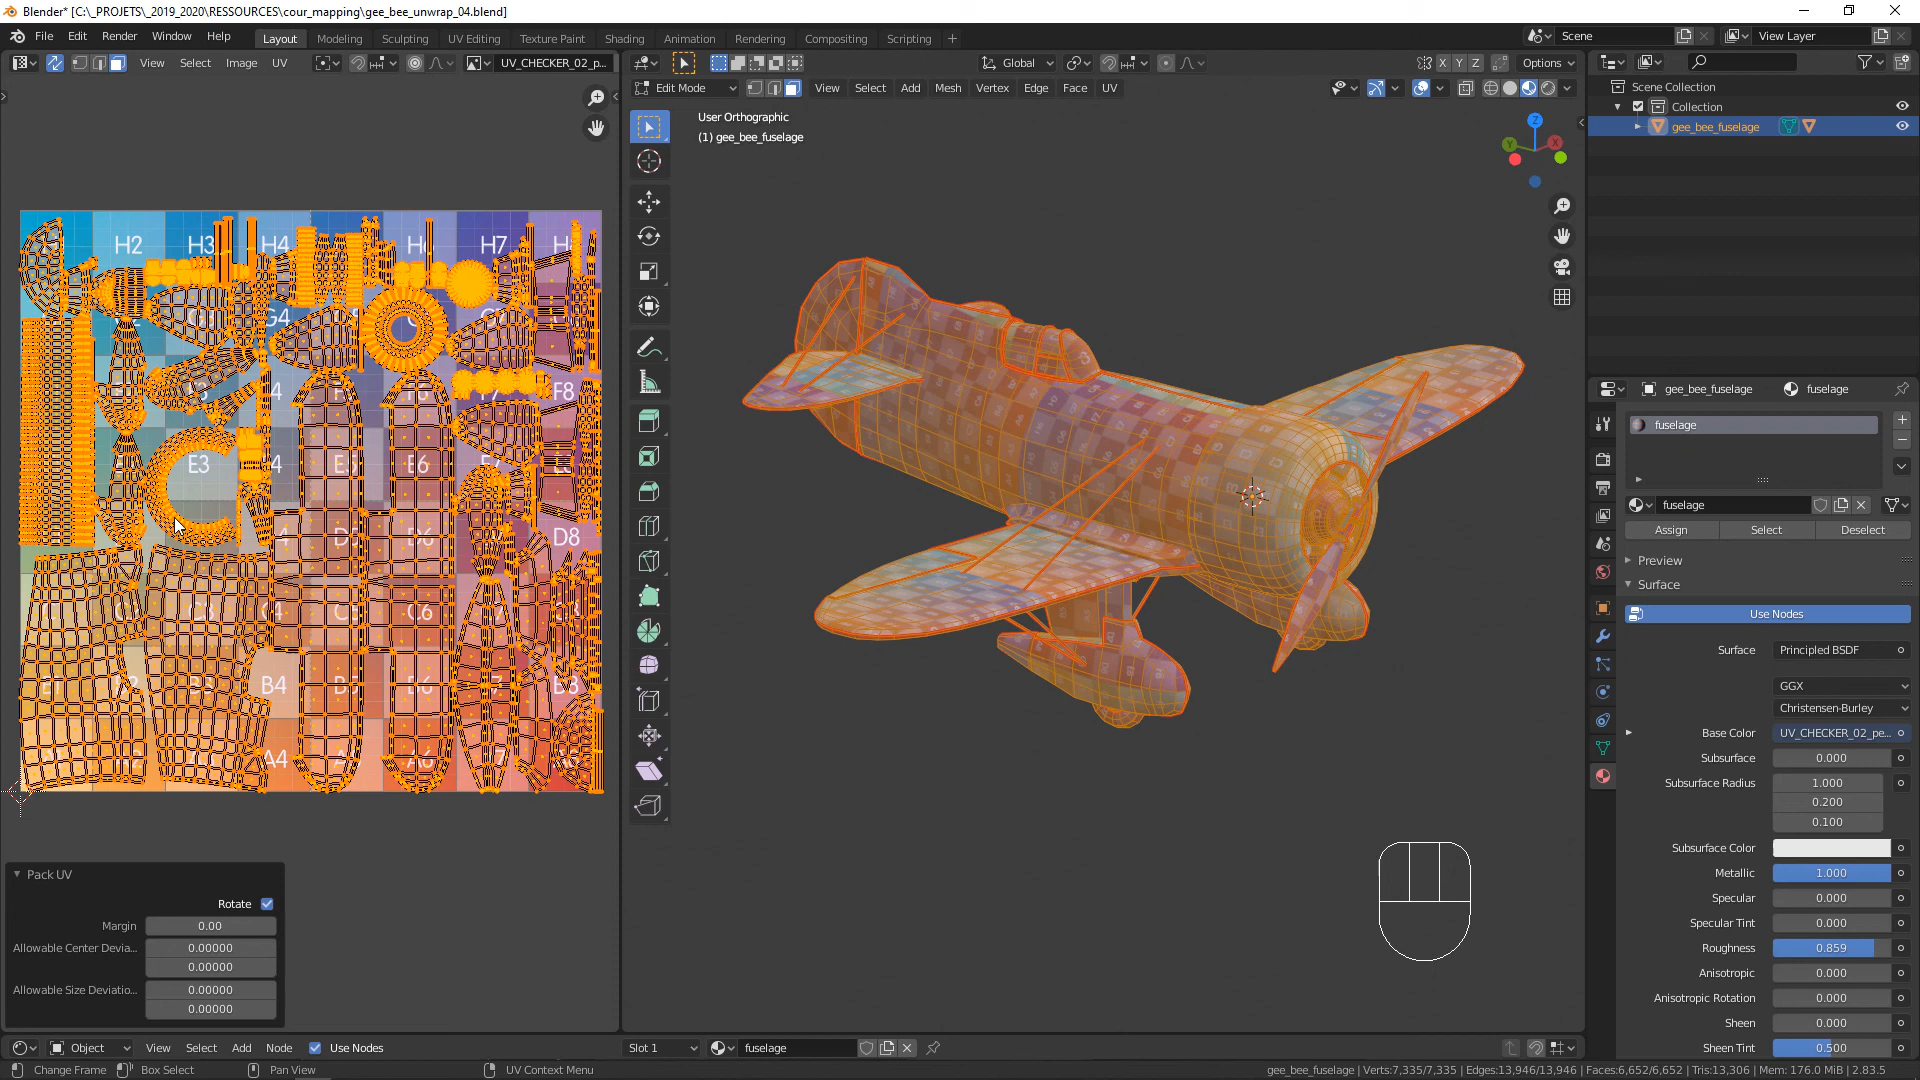 Blender* [C:\_PROJETS\_2019_2020\RESSOURCES\cour_mapping\gee_bee_unwrap_04.blend]
File Edit Render Window Help
Layout Modeling Sculpting UV Editing Texture Paint Shading Animation Rendering Compositing Scripting +
Scene
View Layer
View Select Image UV
UV_CHECKER_02_p...
Global
X Y Z
Options
Edit Mode
View Select Add Mesh Vertex Edge Face UV
Scene Collection
Collection
gee_bee_fuselage
User Orthographic
(1) gee_bee_fuselage
Z
X
Y
H2 H3 H4 H7
G4
F8
E3 E6
D6 D8
C6
B4 B6
A4 A6
gee_bee_fuselage
fuselage
fuselage
fuselage
Assign
Select
Deselect
Preview
Surface
Use Nodes
Surface Principled BSDF
GGX
Christensen-Burley
Base Color UV_CHECKER_02_pe...
Subsurface 0.000
Subsurface Radius 1.000
0.200
0.100
Subsurface Color
Metallic 1.000
Specular 0.000
Specular Tint 0.000
Roughness 0.859
Anisotropic 0.000
Anisotropic Rotation 0.000
Sheen 0.000
Sheen Tint 0.500
Pack UV
Rotate
Margin 0.00
Allowable Center Devia... 0.00000
0.00000
Allowable Size Deviatio... 0.00000
0.00000
Object View Select Add Node Use Nodes
Slot 1
fuselage
Change Frame Box Select Pan View UV Context Menu
gee_bee_fuselage | Verts:7,335/7,335 | Edges:13,946/13,946 | Faces:6,652/6,652 | Tris:13,306 | Mem: 176.0 MiB | 2.83.5